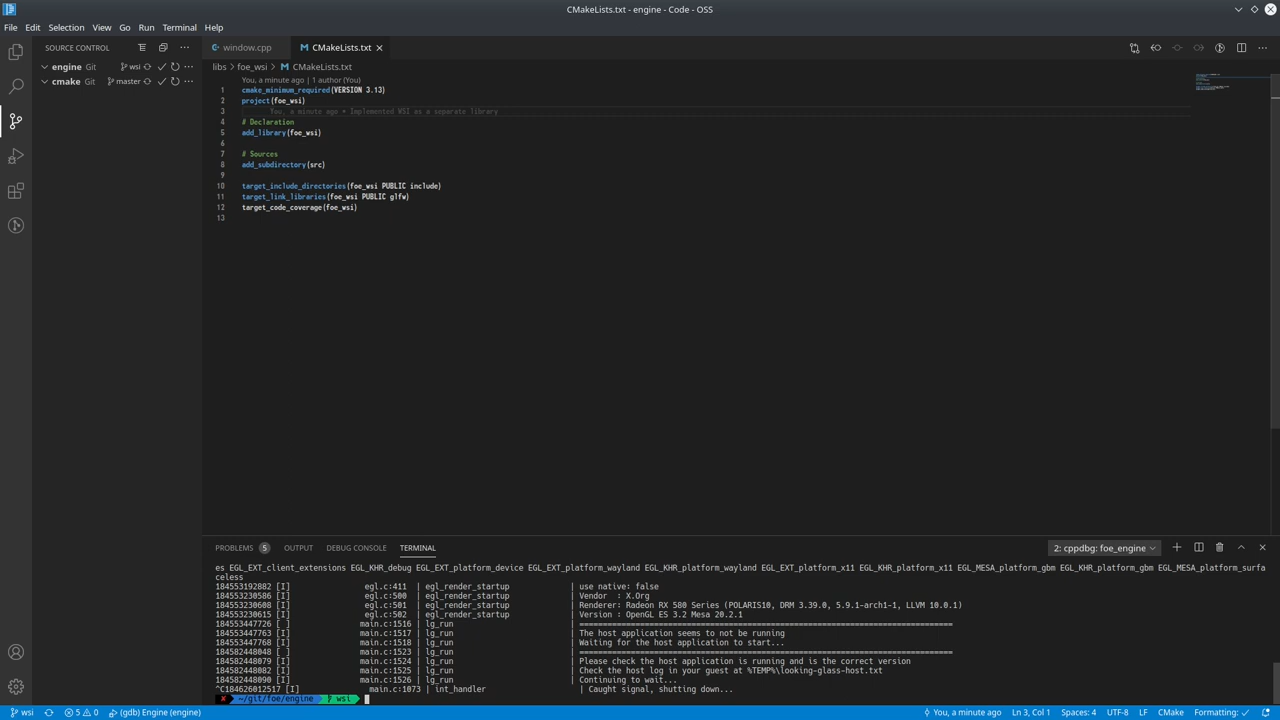 CMakeLists.txt - engine - Code - OSS
File Edit Selection View Go Run Terminal Help
SOURCE CONTROL
window.cpp
CMakeLists.txt
engine Git wsi
cmake Git master
libs > foe_wsi > CMakeLists.txt
You, a minute ago | 1 author (You)
1 cmake_minimum_required(VERSION 3.13)
2 project(foe_wsi)
3 You, a minute ago • Implemented WSI as a separate library
4 # Declaration
5 add_library(foe_wsi)
6
7 # Sources
8 add_subdirectory(src)
9
10 target_include_directories(foe_wsi PUBLIC include)
11 target_link_libraries(foe_wsi PUBLIC glfw)
12 target_code_coverage(foe_wsi)
13
PROBLEMS 5 OUTPUT DEBUG CONSOLE TERMINAL 2: cppdbg: foe_engine
es EGL_EXT_client_extensions EGL_KHR_debug EGL_EXT_platform_device EGL_EXT_platform_wayland EGL_KHR_platform_wayland EGL_EXT_platform_x11 EGL_KHR_platform_x11 EGL_MESA_platform_gbm EGL_KHR_platform_gbm EGL_MESA_platform_surfa
celess
184553192882 [I] egl.c:411 | egl_render_startup | use native: false
184553230586 [I] egl.c:500 | egl_render_startup | Vendor : X.Org
184553230608 [I] egl.c:501 | egl_render_startup | Renderer: Radeon RX 580 Series (POLARIS10, DRM 3.39.0, 5.9.1-arch1-1, LLVM 10.0.1)
184553230615 [I] egl.c:502 | egl_render_startup | Version : OpenGL ES 3.2 Mesa 20.2.1
184553447726 [ ] main.c:1516 | lg_run | ===============================================================================
184553447763 [I] main.c:1517 | lg_run | The host application seems to not be running
184553447768 [I] main.c:1518 | lg_run | Waiting for the host application to start...
184582448048 [ ] main.c:1523 | lg_run | ===============================================================================
184582448079 [I] main.c:1524 | lg_run | Please check the host application is running and is the correct version
184582448082 [I] main.c:1525 | lg_run | Check the host log in your guest at %TEMP%\looking-glass-host.txt
184582448090 [I] main.c:1526 | lg_run | Continuing to wait...
^C184626012517 [I] main.c:1073 | int_handler | Caught signal, shutting down...
✗ ~/git/foe/engine wsi
wsi 5 0 (gdb) Engine (engine) You, a minute ago Ln 3, Col 1 Spaces: 4 UTF-8 LF CMake Formatting: ✓